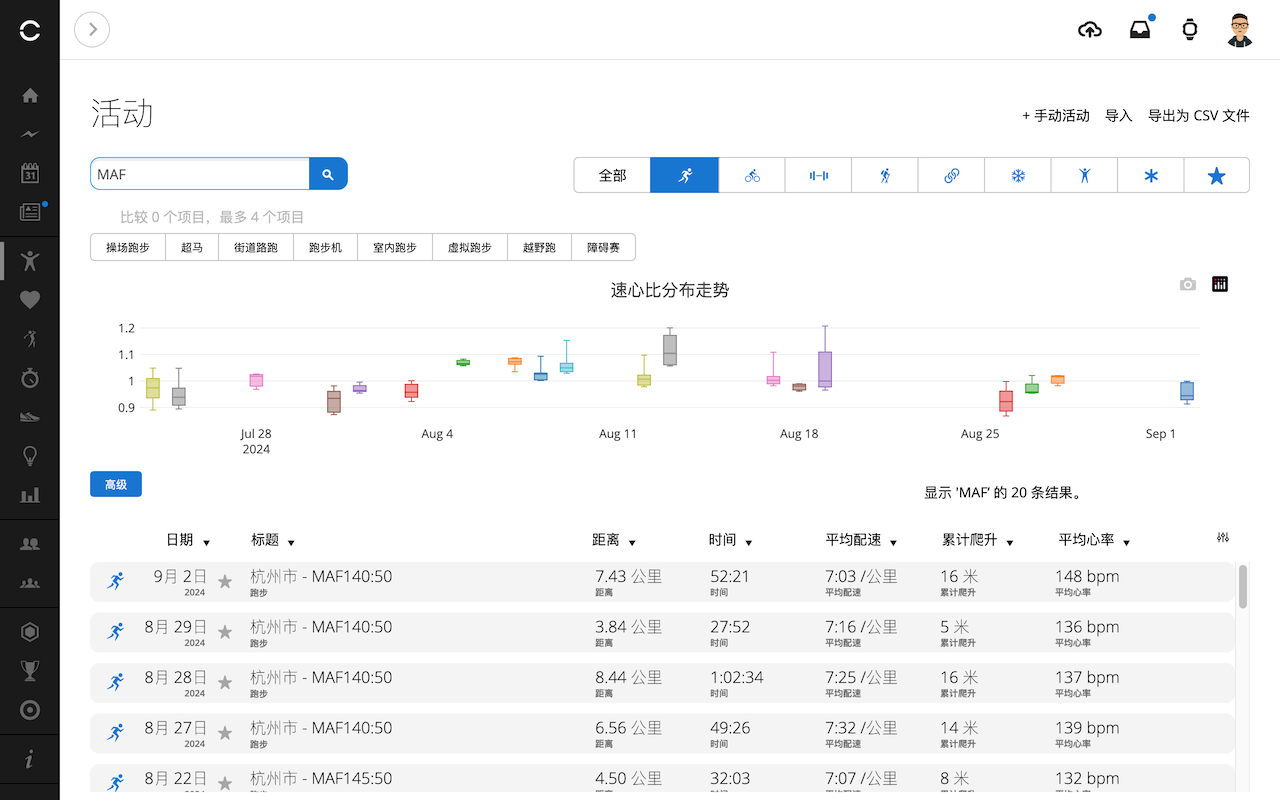 31
活动
+ 手动活动 导入 导出为 CSV 文件
MAF
全部
比较 0 个项目，最多 4 个项目
操场跑步 超马 街道路跑 跑步机 室内跑步 虚拟跑步 越野跑 障碍赛
速心比分布走势
1.2
1.1
1
0.9
Jul 28 Aug 4 Aug 11 Aug 18 Aug 25 Sep 1
2024
高级
显示 'MAF' 的 20 条结果。
日期 标题 距离 时间 平均配速 累计爬升 平均心率
9月 2日 杭州市 - MAF140:50 7.43 公里 52:21 7:03 /公里 16 米 148 bpm
2024 跑步 距离 时间 平均配速 累计爬升 平均心率
8月 29日 杭州市 - MAF140:50 3.84 公里 27:52 7:16 /公里 5 米 136 bpm
2024 跑步 距离 时间 平均配速 累计爬升 平均心率
8月 28日 杭州市 - MAF140:50 8.44 公里 1:02:34 7:25 /公里 16 米 137 bpm
2024 跑步 距离 时间 平均配速 累计爬升 平均心率
8月 27日 杭州市 - MAF140:50 6.56 公里 49:26 7:32 /公里 14 米 139 bpm
2024 跑步 距离 时间 平均配速 累计爬升 平均心率
8月 22日 杭州市 - MAF145:50 4.50 公里 32:03 7:07 /公里 8 米 132 bpm